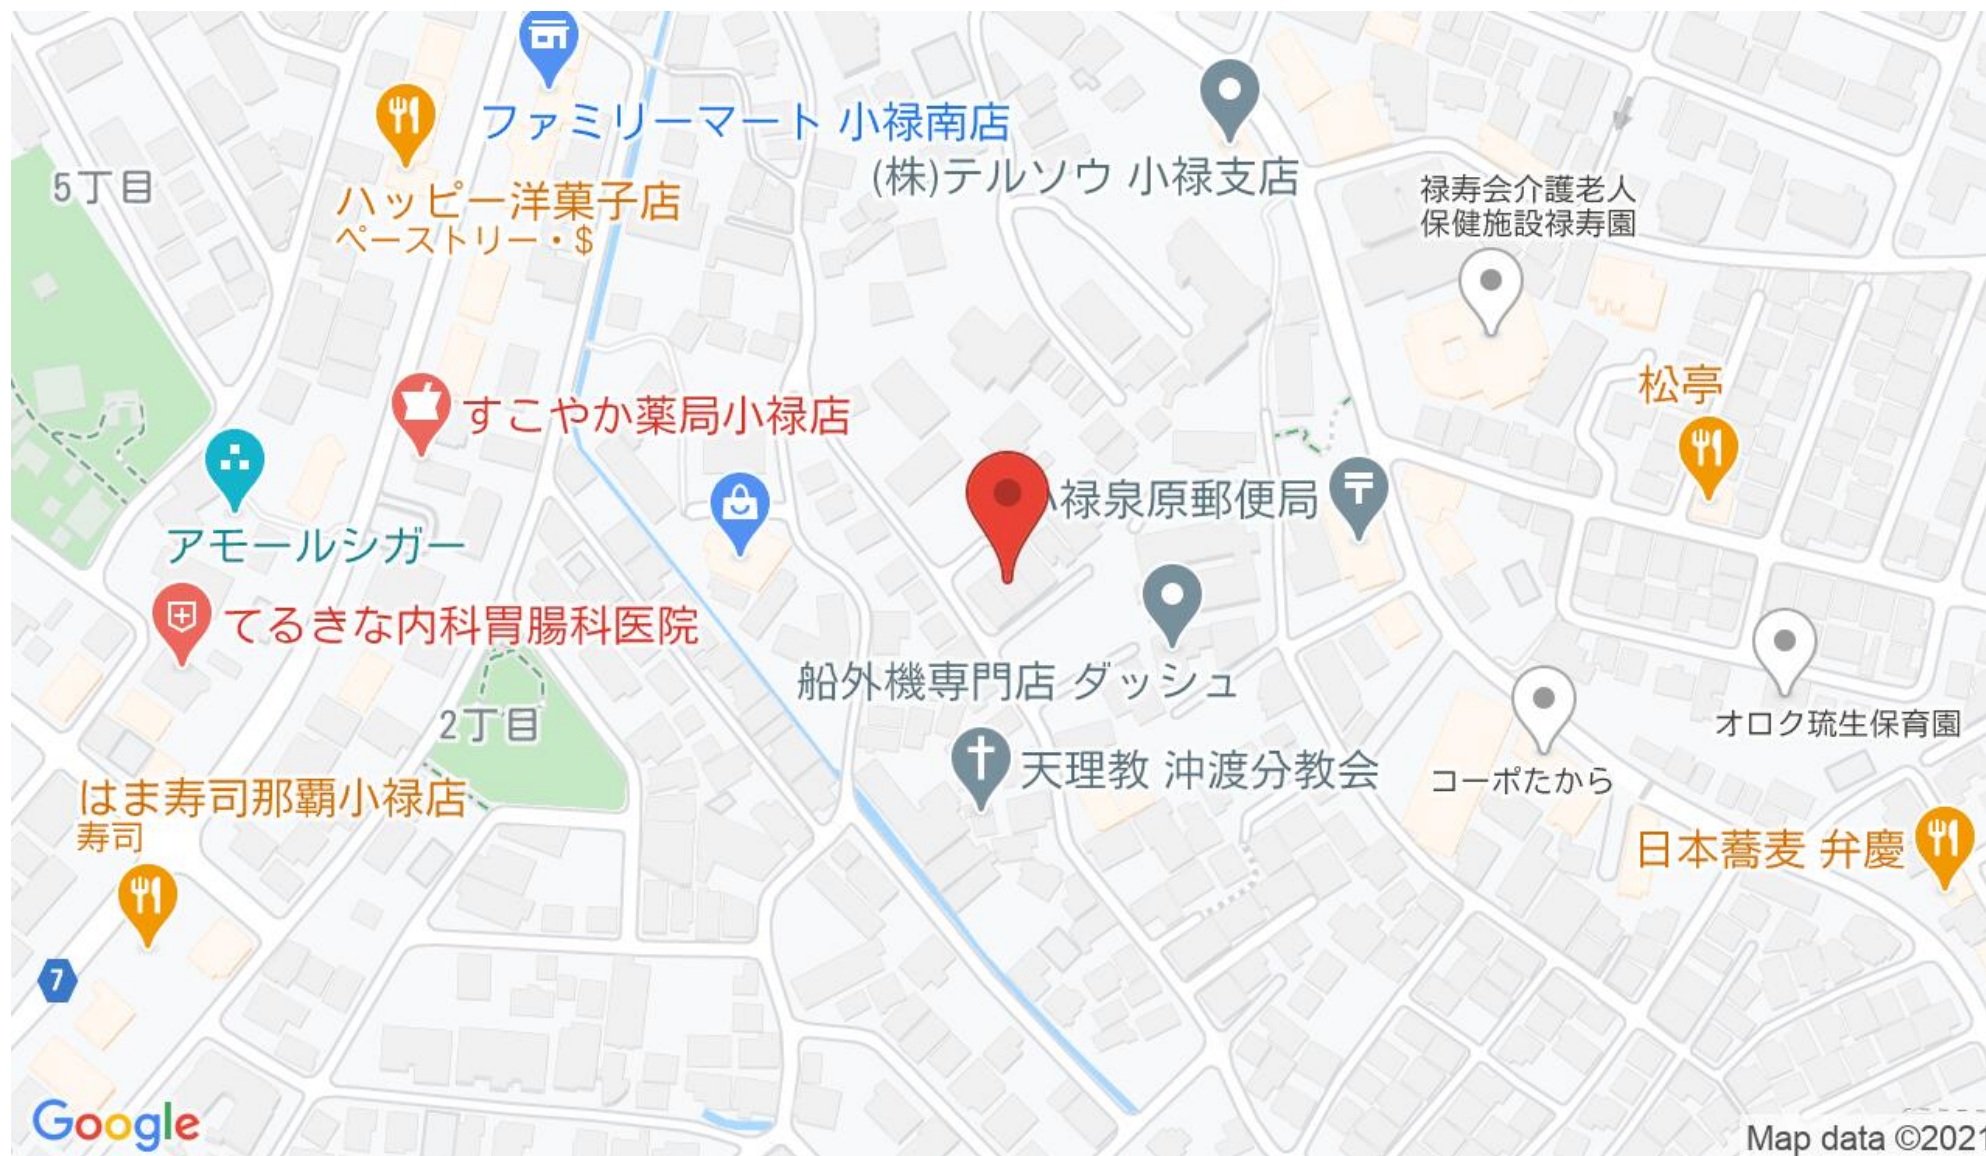 ファミリーマート 小禄南店
(株)テルソウ 小禄支店
5丁目
ハッピー洋菓子店
ペーストリー・$
禄寿会介護老人
保健施設禄寿園
松亭
すこやか薬局小禄店
禄泉原郵便局
アモールシガー
てるきな内科胃腸科医院
船外機専門店 ダッシュ
2丁目
オロク琉生保育園
天理教 沖渡分教会
コーポたから
はま寿司那覇小禄店
寿司
日本蕎麦 弁慶
7
Google
Map data ©2021